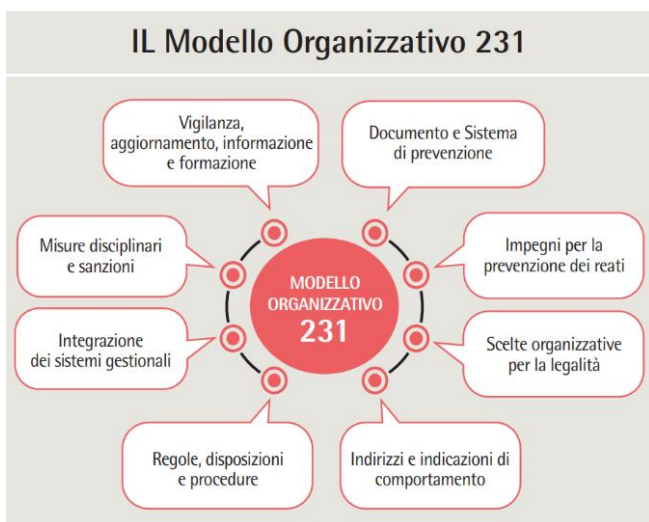 IL Modello Organizzativo 231
Vigilanza,
aggiornamento, informazione
e formazione
Documento e Sistema
di prevenzione
Misure disciplinari
e sanzioni
Impegni per la
prevenzione dei reati
MODELLO
ORGANIZZATIVO
231
Integrazione
dei sistemi gestionali
Scelte organizzative
per la legalità
Regole, disposizioni
e procedure
Indirizzi e indicazioni di
comportamento